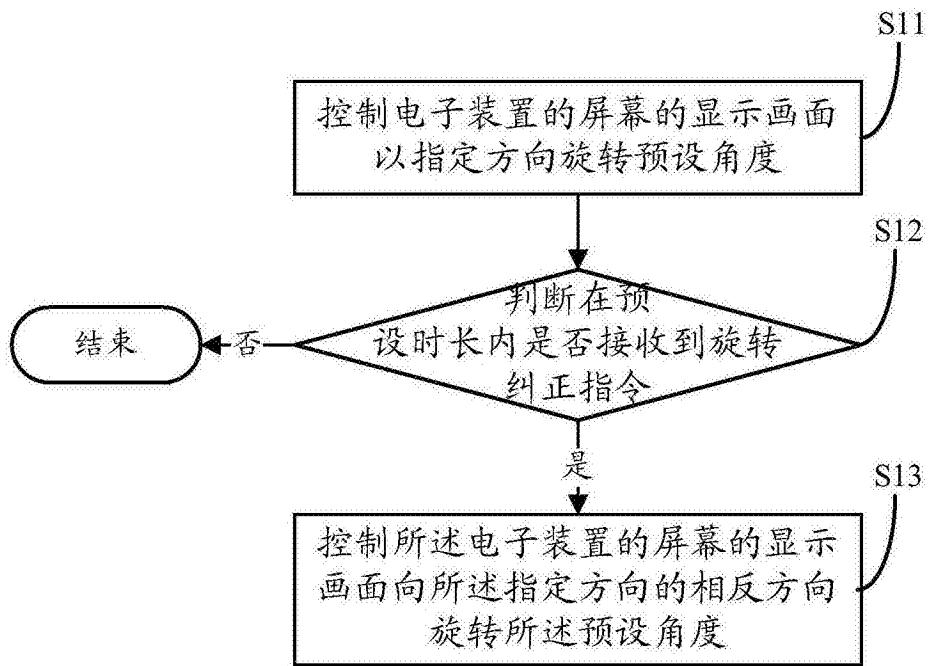 S11
控制电子装置的屏幕的显示画面
以指定方向旋转预设角度
S12
判断在预
设时长内是否接收到旋转
纠正指令
否
结束
是
S13
控制所述电子装置的屏幕的显示
画面向所述指定方向的相反方向
旋转所述预设角度